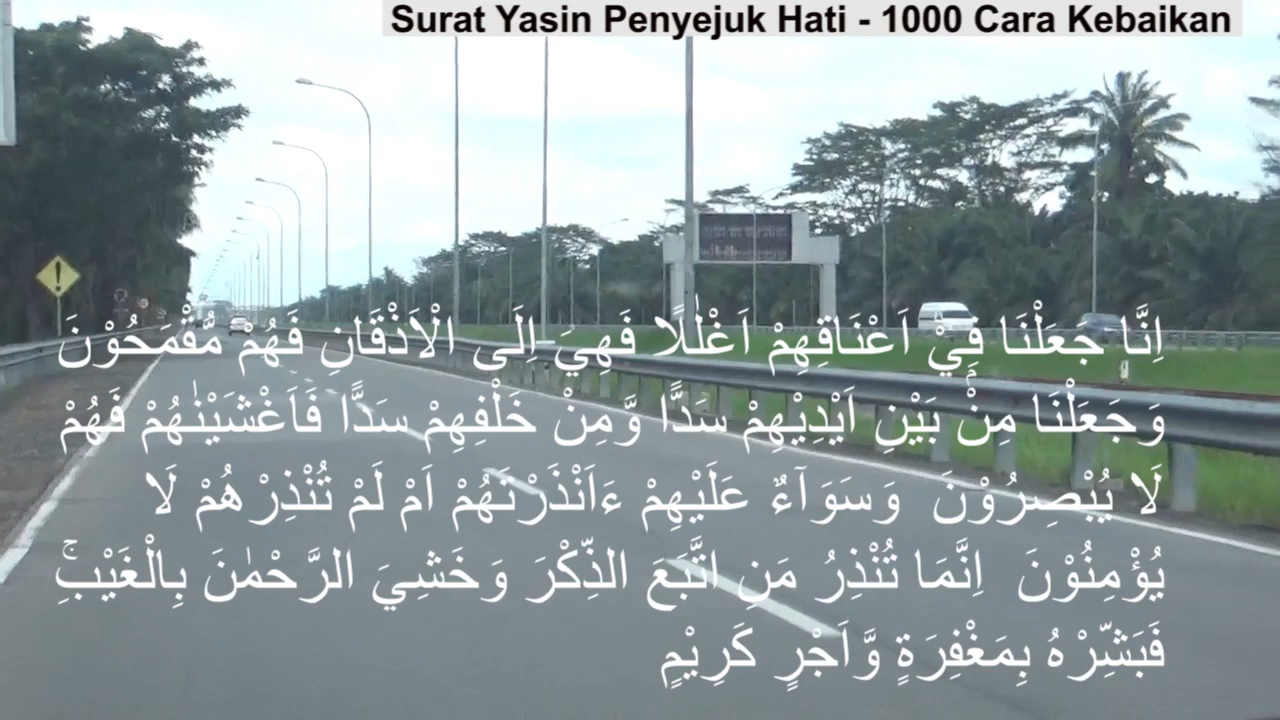 Surat Yasin Penyejuk Hati - 1000 Cara Kebaikan
اِنَّا جَعَلْنَا فِيْٓ اَعْنَاقِهِمْ اَغْلٰلًا فَهِيَ اِلَى الْاَذْقَانِ فَهُمْ مُّقْمَحُوْنَ
وَجَعَلْنَا مِنْۢ بَيْنِ اَيْدِيْهِمْ سَدًّا وَّمِنْ خَلْفِهِمْ سَدًّا فَاَغْشَيْنٰهُمْ فَهُمْ
لَا يُبْصِرُوْنَ وَسَوَاۤءٌ عَلَيْهِمْ ءَاَنْذَرْتَهُمْ اَمْ لَمْ تُنْذِرْهُمْ لَا
يُؤْمِنُوْنَ اِنَّمَا تُنْذِرُ مَنِ اتَّبَعَ الذِّكْرَ وَخَشِيَ الرَّحْمٰنَ بِالْغَيْبِۚ
فَبَشِّرْهُ بِمَغْفِرَةٍ وَّاَجْرٍ كَرِيْمٍ